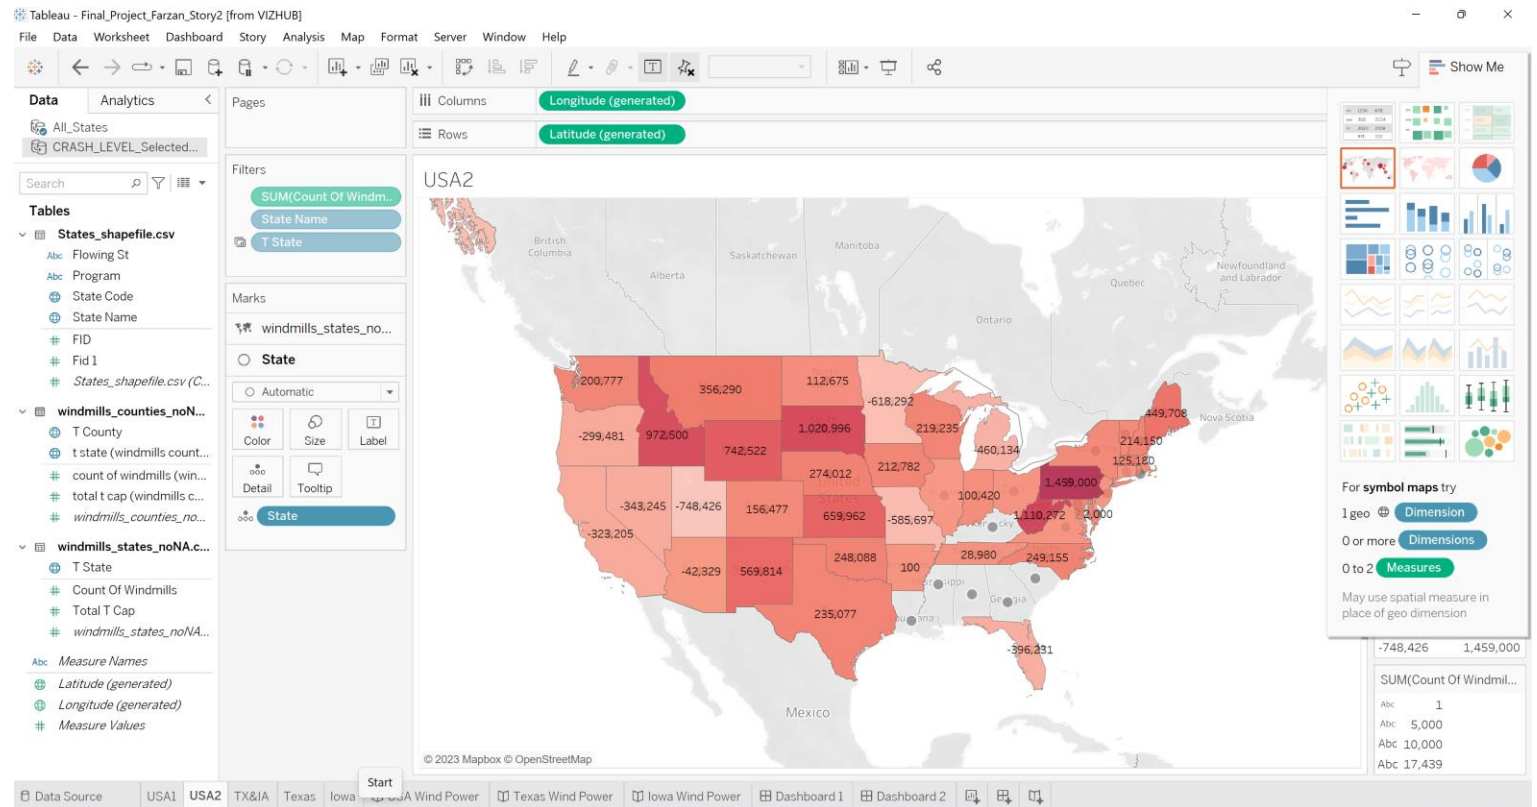 Tableau - Final_Project_Farzan_Story2 [from VIZHUB]
File Data Worksheet Dashboard Story Analysis Map Format Server Window Help
Show Me
Data Analytics
All_States
CRASH_LEVEL_Selected...
Search
Tables
States_shapefile.csv
Abc Flowing St
Abc Program
State Code
State Name
# FID
# Fid 1
# States_shapefile.csv (C...
windmills_counties_noN...
T County
t state (windmills count...
# count of windmills (win...
# total t cap (windmills c...
# windmills_counties_no...
windmills_states_noNA.c...
T State
# Count Of Windmills
# Total T Cap
# windmills_states_noNA...
Abc Measure Names
Latitude (generated)
Longitude (generated)
# Measure Values
Pages
Filters
SUM(Count Of Windm..
State Name
T State
Marks
windmills_states_no...
State
Automatic
Color Size Label
Detail Tooltip
State
Columns Longitude (generated)
Rows Latitude (generated)
USA2
British
Columbia
Alberta
Saskatchewan
Manitoba
Ontario
Quebec
Newfoundland
and Labrador
Nova Scotia
200,777
356,290
112,675
-618,292
449,708
-299,481
972,500
1,020,996
219,235
-460,134
214,150
742,522
125,180
274,012
212,782
United
States
1,459,000
-343,245
-748,426
156,477
659,962
-585,697
100,420
1,110,272
2,000
-323,205
-42,329
569,814
248,088
100
28,980
249,155
235,077
Georgia
-396,231
Mexico
© 2023 Mapbox © OpenStreetMap
For symbol maps try
1 geo Dimension
0 or more Dimensions
0 to 2 Measures
May use spatial measure in
place of geo dimension
-748,426 1,459,000
SUM(Count Of Windmil...
Abc 1
Abc 5,000
Abc 10,000
Abc 17,439
Start
Data Source USA1 USA2 TX&IA Texas Iowa Wind Power Texas Wind Power Iowa Wind Power Dashboard 1 Dashboard 2